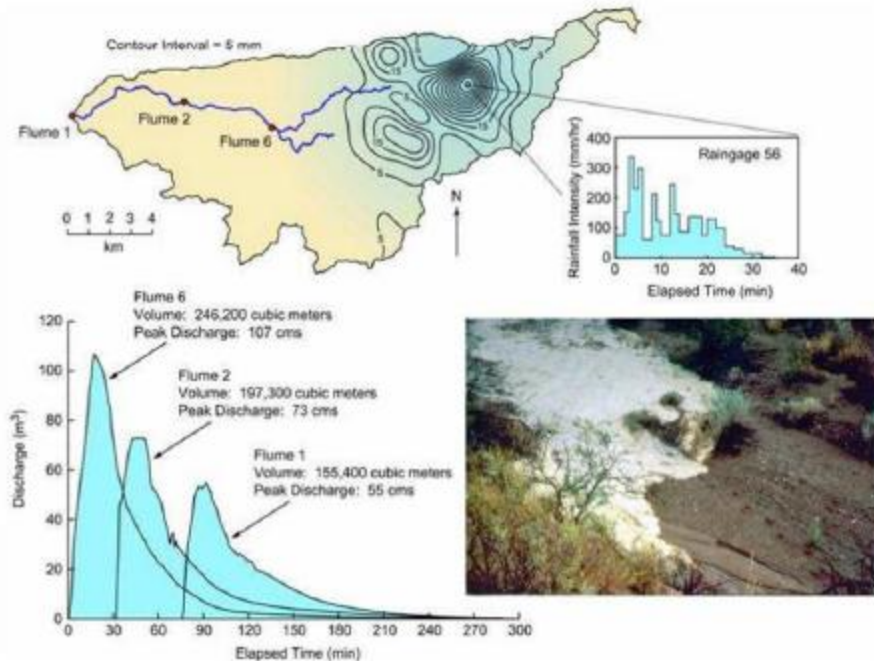 Contour Interval = 5 mm
Flume 1
Flume 2
Flume 6
0 1 2 3 4
km
N
15
5
5
15
15
5
5
5
Raingage 56
Rainfall Intensity (mm/hr)
400
300
200
100
0
0 10 20 30 40
Elapsed Time (min)
Flume 6
Volume: 246,200 cubic meters
Peak Discharge: 107 cms
Flume 2
Volume: 197,300 cubic meters
Peak Discharge: 73 cms
Flume 1
Volume: 155,400 cubic meters
Peak Discharge: 55 cms
Discharge (m³)
120
100
80
60
40
20
0
0 30 60 90 120 150 180 210 240 270 300
Elapsed Time (min)